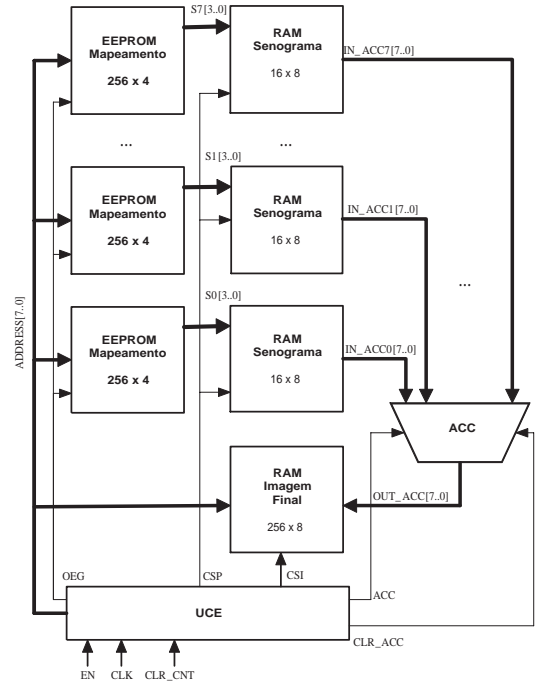 S7[3..0]
EEPROM
Mapeamento
256 x 4
RAM
Senograma
16 x 8
IN_ACC7[7..0]
...
...
S1[3..0]
EEPROM
Mapeamento
256 x 4
RAM
Senograma
16 x 8
IN_ACC1[7..0]
...
ADDRESS[7..0]
S0[3..0]
EEPROM
Mapeamento
256 x 4
RAM
Senograma
16 x 8
IN_ACC0[7..0]
ACC
RAM
Imagem
Final
256 x 8
OUT_ACC[7..0]
OEG
CSP
CSI
ACC
UCE
CLR_ACC
EN
CLK
CLR_CNT